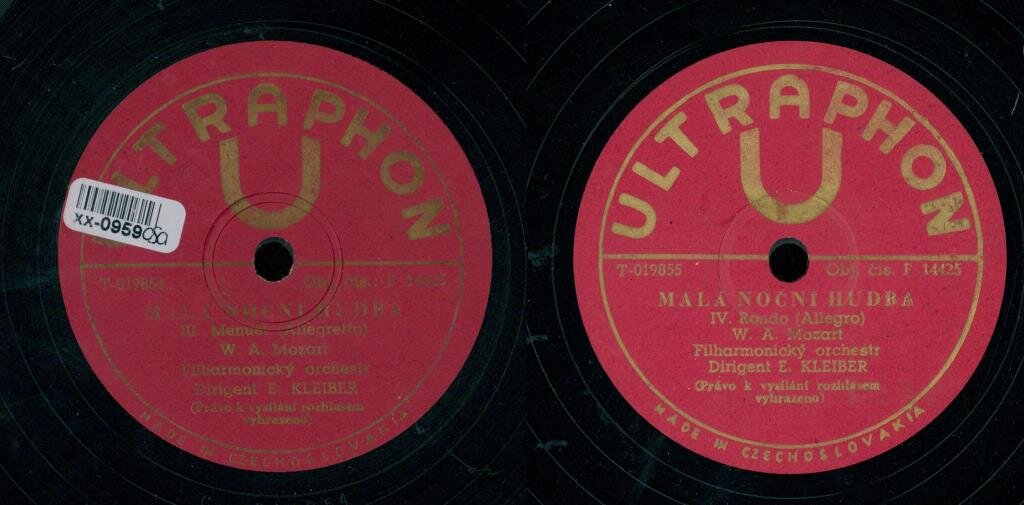 ULTRAPHON
U
xx-0959
T-019854 Obj. čís.: F 14425
MALÁ NOČNÍ HUDBA
III. Menuet (Allegretto)
W. A. Mozart
Filharmonický orchestr
Dirigent E. KLEIBER
(Právo k vysílání rozhlasem
vyhrazeno)
MADE IN CZECHOSLOVAKIA
ULTRAPHON
U
T-019855 Obj. čís. F 14425
MALÁ NOČNÍ HUDBA
IV. Rondo (Allegro)
W. A. Mozart
Filharmonický orchestr
Dirigent E. KLEIBER
(Právo k vysílání rozhlasem
vyhrazeno)
MADE IN CZECHOSLOVAKIA